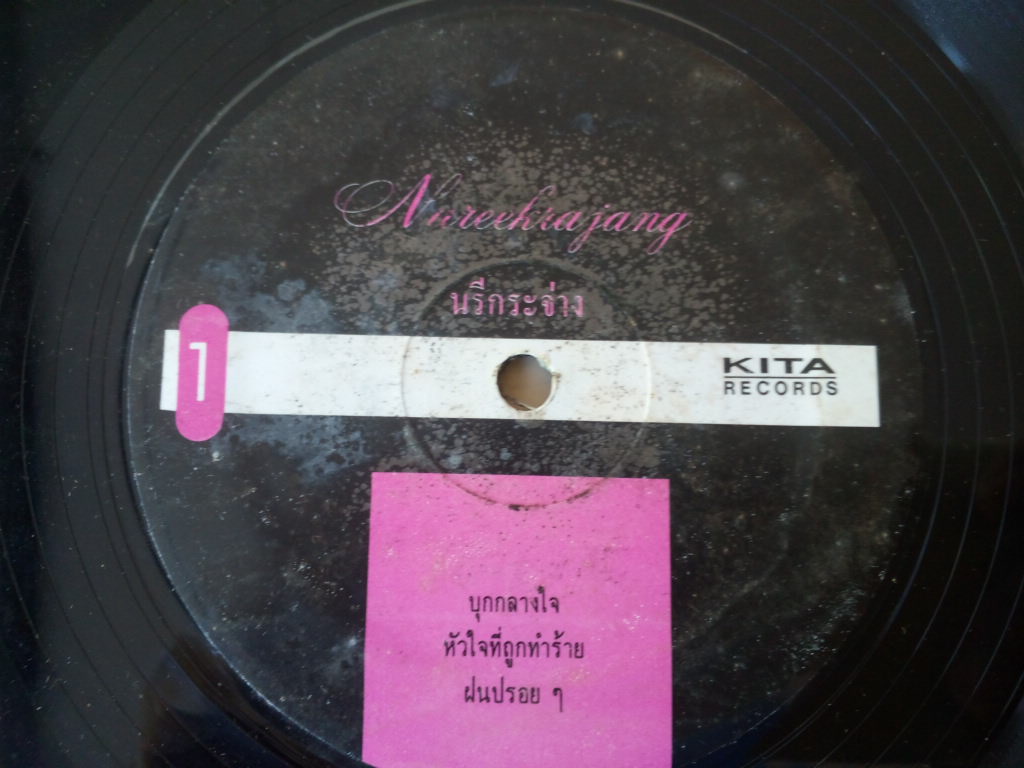 Nareekrajang
นรีกระจ่าง
1
KITA
RECORDS
บุกกลางใจ
หัวใจที่ถูกทำร้าย
ฝนปรอย ๆ